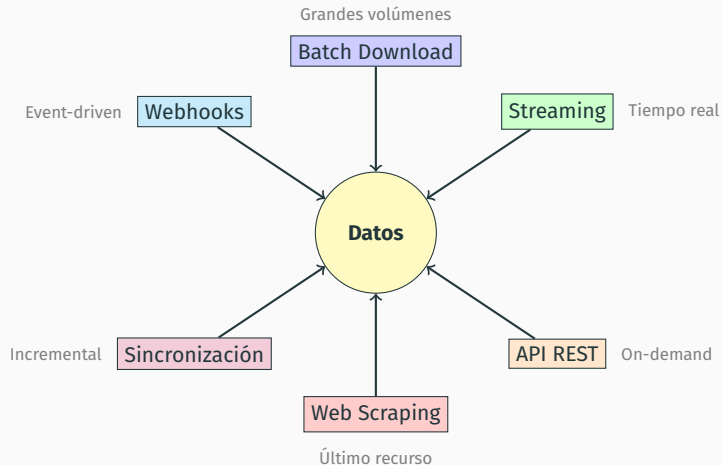 Grandes volúmenes
Batch Download
Event-driven
Webhooks
Streaming
Tiempo real
Datos
Incremental
Sincronización
API REST
On-demand
Web Scraping
Último recurso